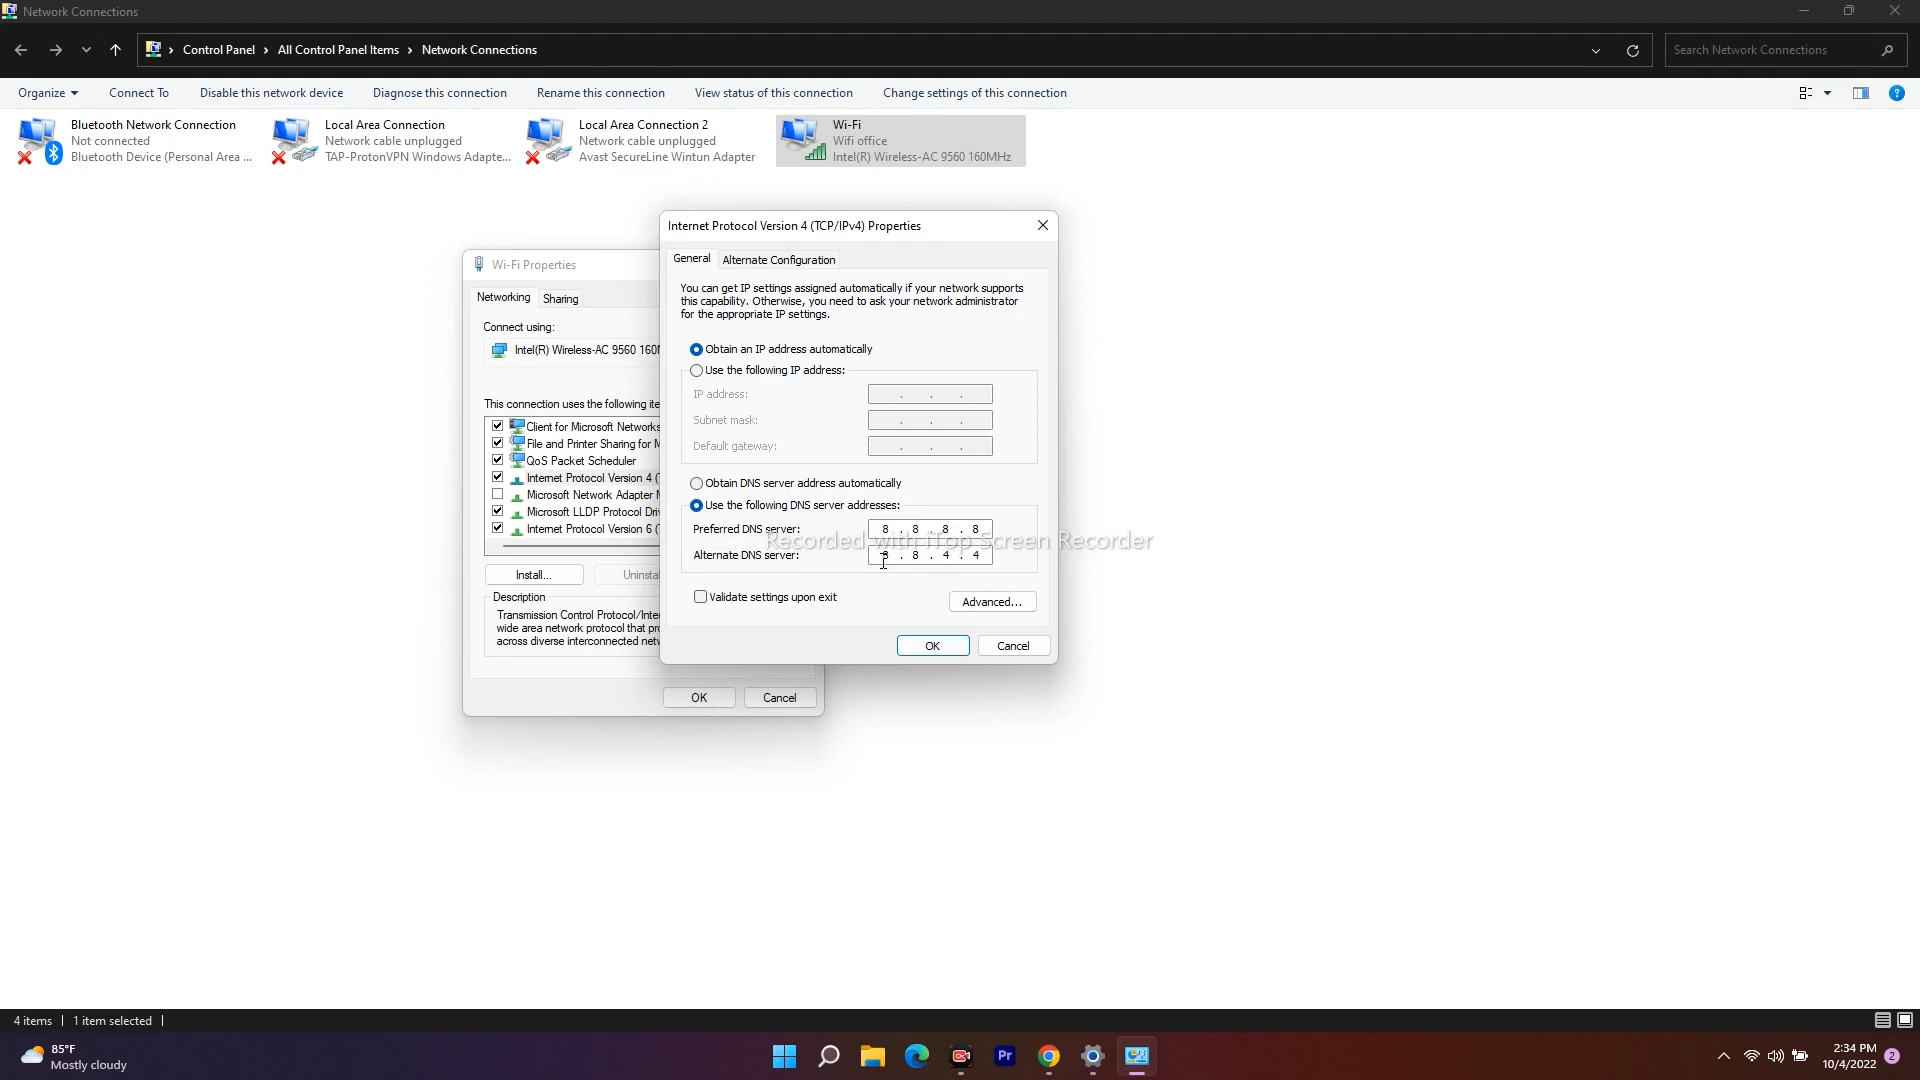 Network Connections
Control Panel > All Control Panel Items > Network Connections
Search Network Connections
Organize
Connect To
Disable this network device
Diagnose this connection
Rename this connection
View status of this connection
Change settings of this connection
Bluetooth Network Connection
Not connected
Bluetooth Device (Personal Area ...
Local Area Connection
Network cable unplugged
TAP-ProtonVPN Windows Adapte...
Local Area Connection 2
Network cable unplugged
Avast SecureLine Wintun Adapter
Wi-Fi
Wifi office
Intel(R) Wireless-AC 9560 160MHz
Wi-Fi Properties
Networking
Sharing
Connect using:
Intel(R) Wireless-AC 9560 160M
This connection uses the following ite
Client for Microsoft Networks
File and Printer Sharing for M
QoS Packet Scheduler
Internet Protocol Version 4 (T
Microsoft Network Adapter M
Microsoft LLDP Protocol Driv
Internet Protocol Version 6 (T
Install...
Uninstal
Description
Transmission Control Protocol/Inter
wide area network protocol that pro
across diverse interconnected netw
OK
Cancel
Internet Protocol Version 4 (TCP/IPv4) Properties
General
Alternate Configuration
You can get IP settings assigned automatically if your network supports
this capability. Otherwise, you need to ask your network administrator
for the appropriate IP settings.
Obtain an IP address automatically
Use the following IP address:
IP address:
Subnet mask:
Default gateway:
Obtain DNS server address automatically
Use the following DNS server addresses:
Preferred DNS server: 8 . 8 . 8 . 8
Alternate DNS server: 8 . 8 . 4 . 4
Validate settings upon exit
Advanced...
OK
Cancel
Recorded with iTop Screen Recorder
4 items
1 item selected
85°F
Mostly cloudy
Pr
2:34 PM
10/4/2022
2